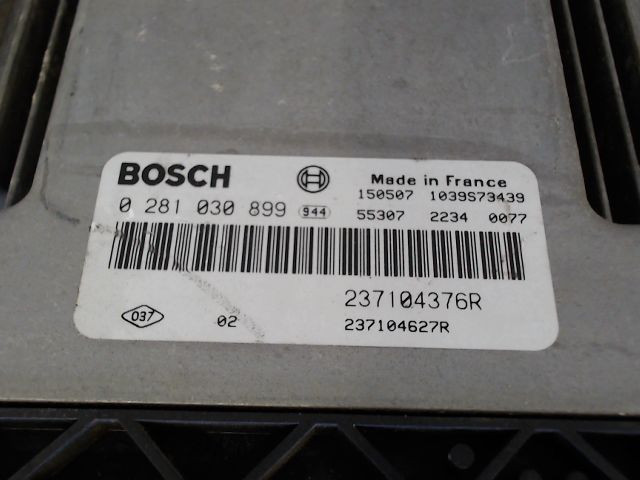 BOSCH Made in France
150507 1039S73439
0 281 030 899 944 55307 2234 0077
237104376R
037 02 237104627R